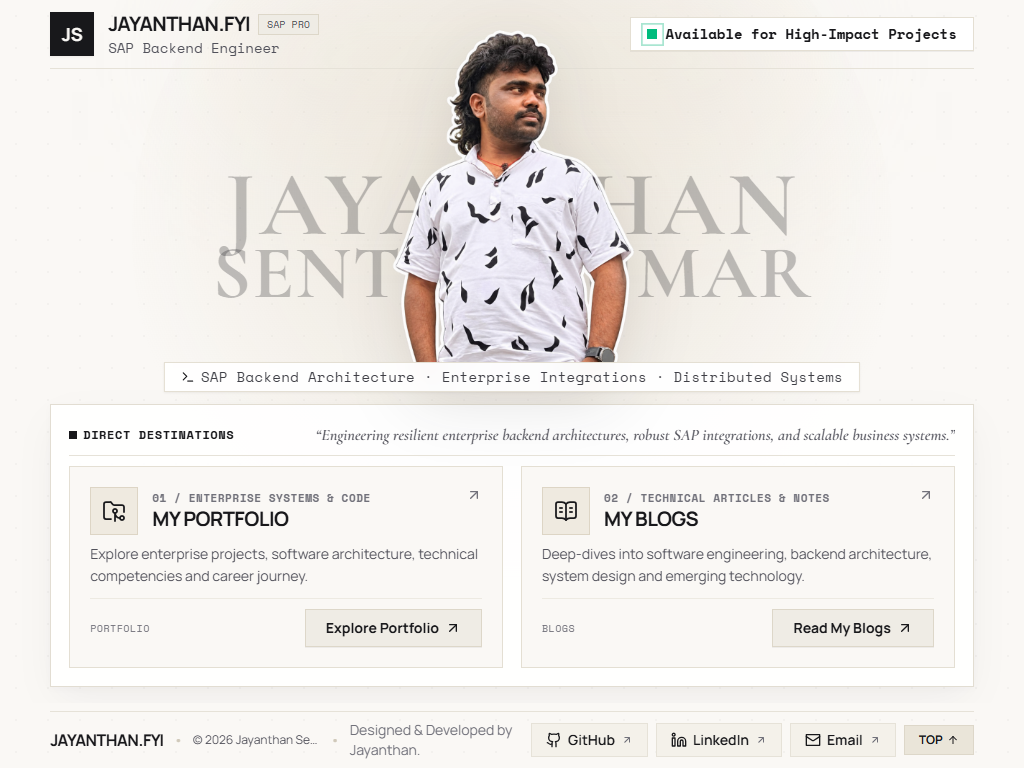 JS
JAYANTHAN.FYI SAP PRO
SAP Backend Engineer
Available for High-Impact Projects
JAYA HAN
SENT MAR
SAP Backend Architecture · Enterprise Integrations · Distributed Systems
DIRECT DESTINATIONS
“Engineering resilient enterprise backend architectures, robust SAP integrations, and scalable business systems.”
01 / ENTERPRISE SYSTEMS & CODE
MY PORTFOLIO
Explore enterprise projects, software architecture, technical
competencies and career journey.
PORTFOLIO
Explore Portfolio
02 / TECHNICAL ARTICLES & NOTES
MY BLOGS
Deep-dives into software engineering, backend architecture,
system design and emerging technology.
BLOGS
Read My Blogs
JAYANTHAN.FYI
© 2026 Jayanthan Se...
Designed & Developed by
Jayanthan.
GitHub
LinkedIn
Email
TOP ↑